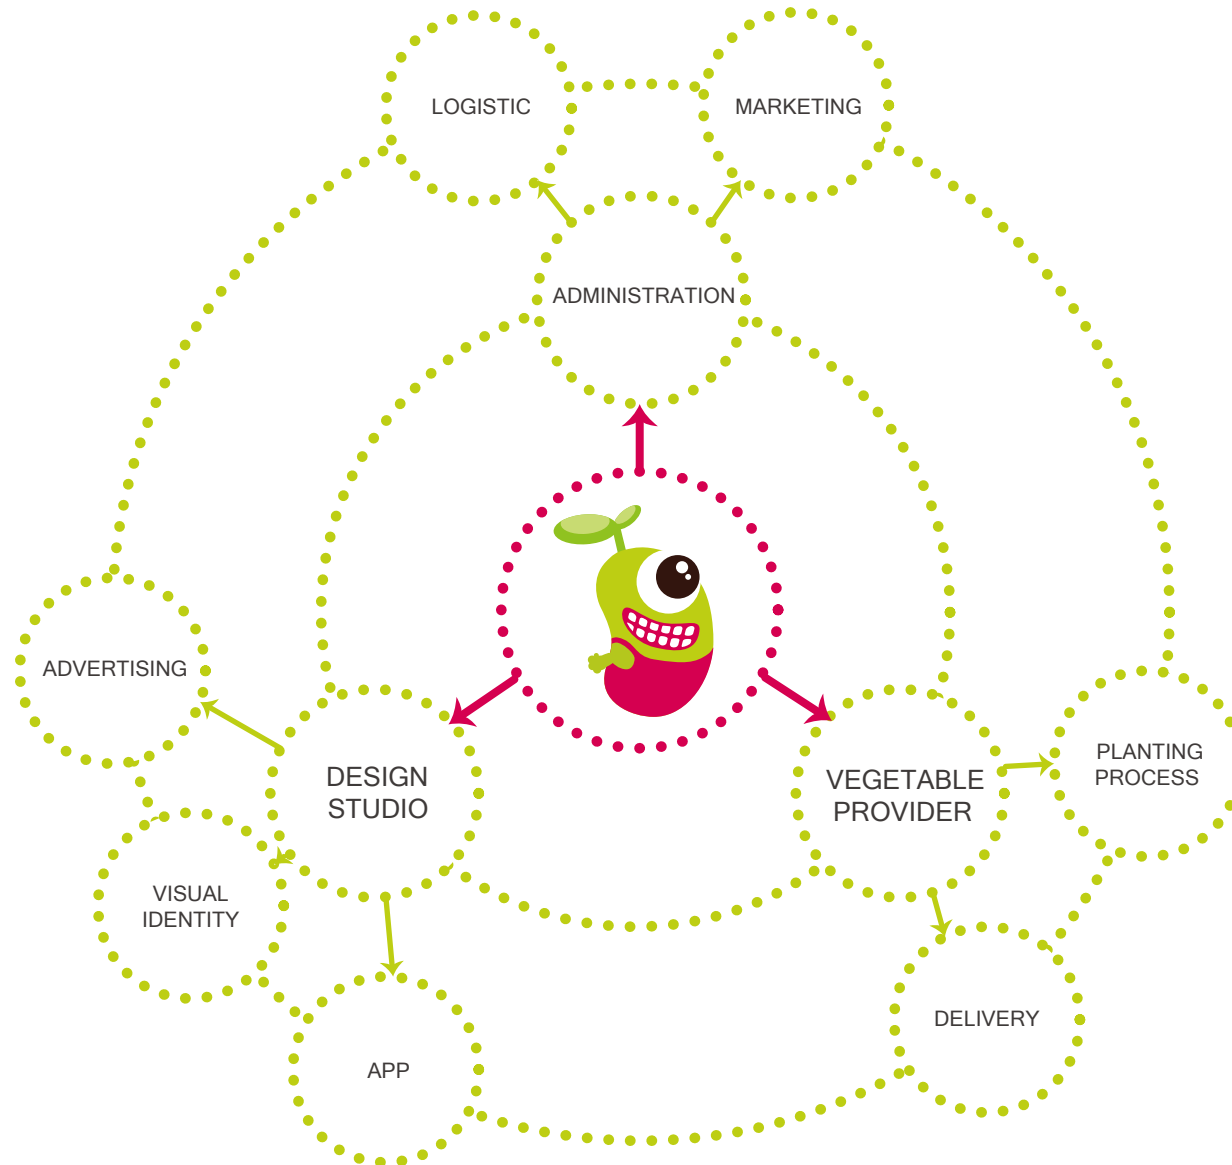 LOGISTIC
MARKETING
ADMINISTRATION
ADVERTISING
DESIGN
STUDIO
VEGETABLE
PROVIDER
PLANTING
PROCESS
VISUAL
IDENTITY
DELIVERY
APP